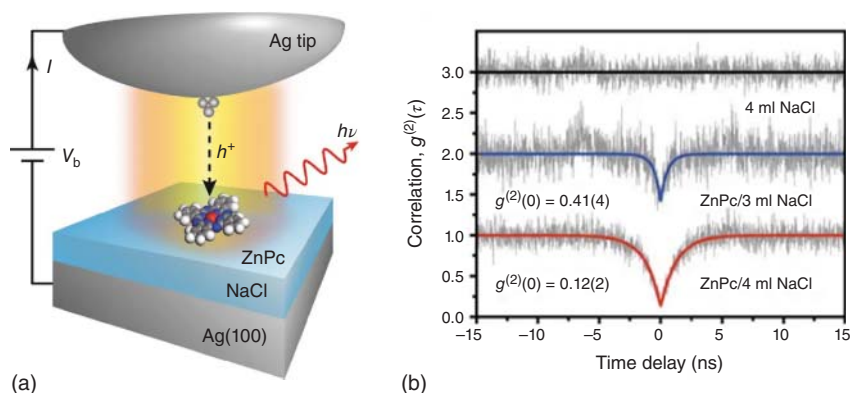 Ag tip
I
V_b
h⁺
hν
ZnPc
NaCl
Ag(100)
(a)
Correlation, g⁽²⁾(τ)
3.0
2.5
2.0
1.5
1.0
0.5
0.0
4 ml NaCl
g⁽²⁾(0) = 0.41(4)
ZnPc/3 ml NaCl
g⁽²⁾(0) = 0.12(2)
ZnPc/4 ml NaCl
−15 −10 −5 0 5 10 15
Time delay (ns)
(b)